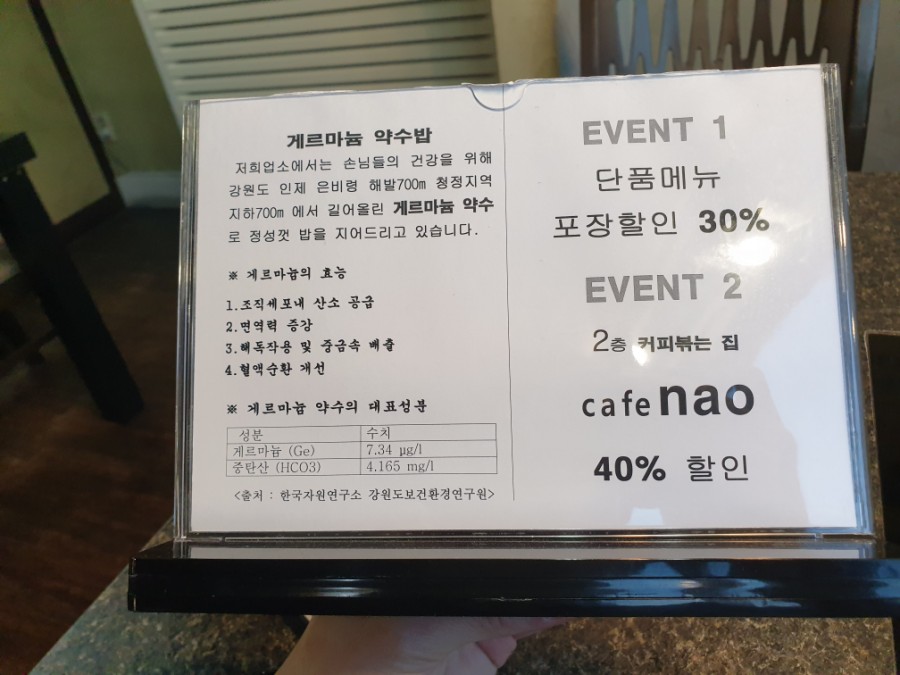 게르마늄 약수밥
저희업소에서는 손님들의 건강을 위해
강원도 인제 은비령 해발700m 청정지역
지하700m 에서 길어올린 게르마늄 약수
로 정성껏 밥을 지어드리고 있습니다.
※ 게르마늄의 효능
1.조직세포내 산소 공급
2.면역력 증강
3.해독작용 및 중금속 배출
4.혈액순환 개선
※ 게르마늄 약수의 대표성분
성분 수치
게르마늄 (Ge) 7.34 μg/l
중탄산 (HCO3) 4.165 mg/l
<출처 : 한국자원연구소 강원도보건환경연구원>
EVENT 1
단품메뉴
포장할인 30%
EVENT 2
2층 커피볶는 집
cafe nao
40% 할인